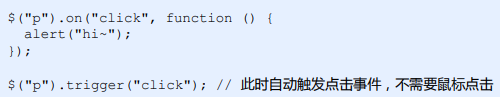 $("p").on("click", function () {
  alert("hi~");
});

$("p").trigger("click"); // 此时自动触发点击事件，不需要鼠标点击